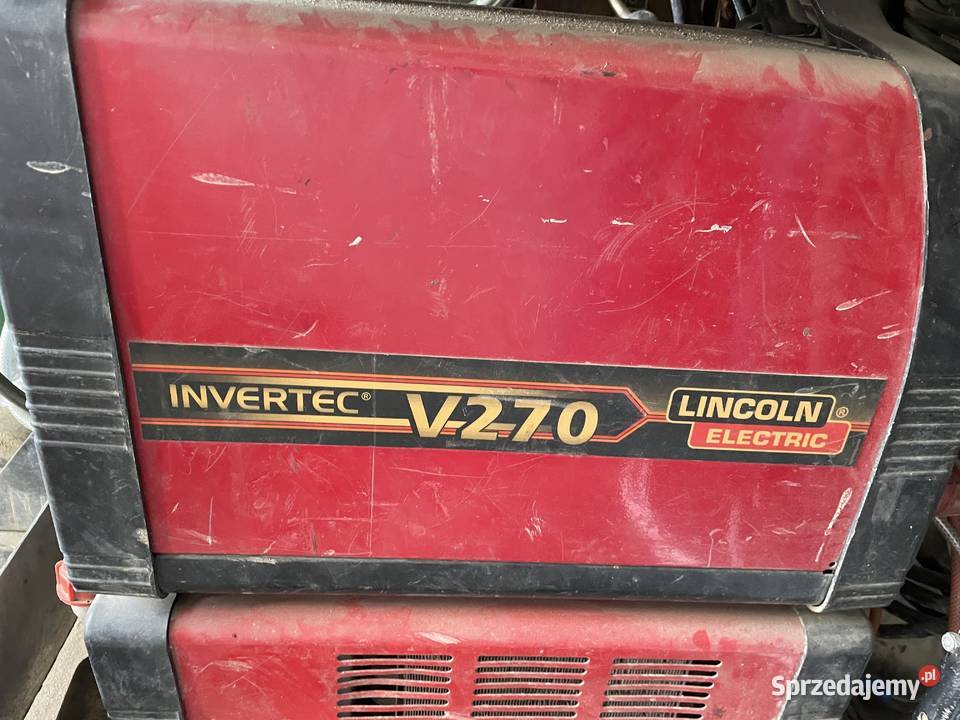 INVERTEC® V270 LINCOLN ®
ELECTRIC
Sprzedajemy.pl